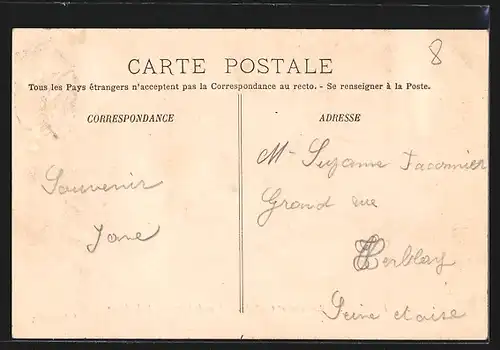 8
CARTE POSTALE
Tous les Pays étrangers n'acceptent pas la Correspondance au recto. - Se renseigner à la Poste.
CORRESPONDANCE
Souvenir
Jane
ADRESSE
Mlle Suzanne
Grand rue
Herblay
Seine et oise